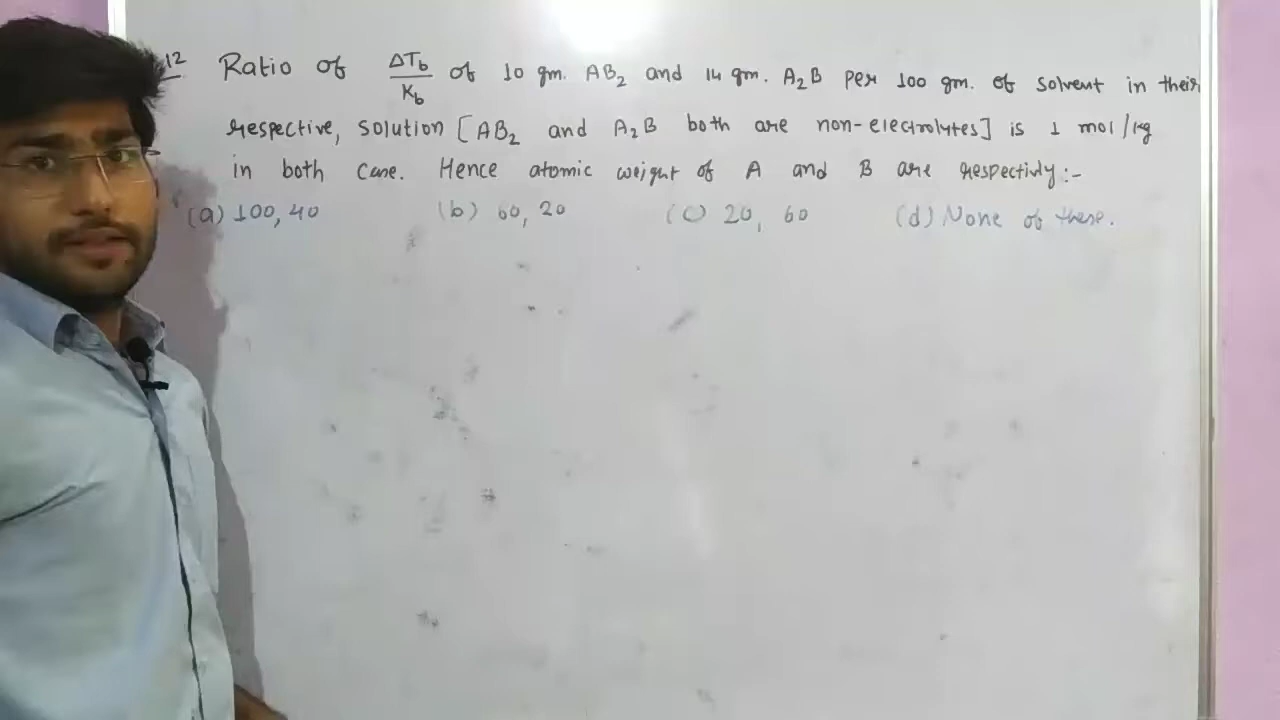 12 Ratio of ΔTb/Kb of 10 gm. AB2 and 14 gm. A2B per 100 gm. of solvent in their
respective, solution [AB2 and A2B both are non-electrolytes] is 1 mol/kg
in both case. Hence atomic weight of A and B are respectivly:-
(a) 100, 40 (b) 60, 20 (c) 20, 60 (d) None of these.